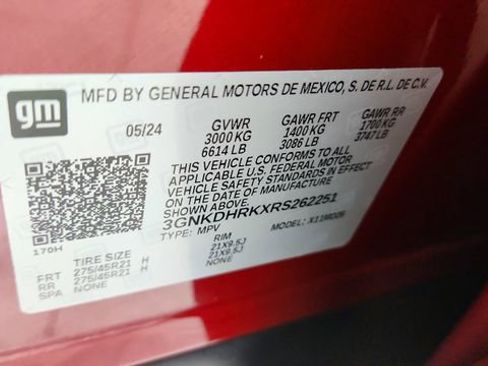 gm
MFD BY GENERAL MOTORS DE MEXICO, S. DE R.L. DE C.V.
05/24 GVWR GAWR FRT GAWR RR
3000 KG 1400 KG 1700 KG
6614 LB 3086 LB 3747 LB
THIS VEHICLE CONFORMS TO ALL
APPLICABLE U.S. FEDERAL MOTOR
VEHICLE SAFETY STANDARDS IN EFFECT
ON THE DATE OF MANUFACTURE
SHOWN ABOVE.
3GNKDHRKXRS262251
TYPE: MPV MODEL:
170H
TIRE SIZE RIM
FRT 275/45R21 H 21X9.5J
RR 275/45R21 H 21X9.5J
SPA NONE NONE